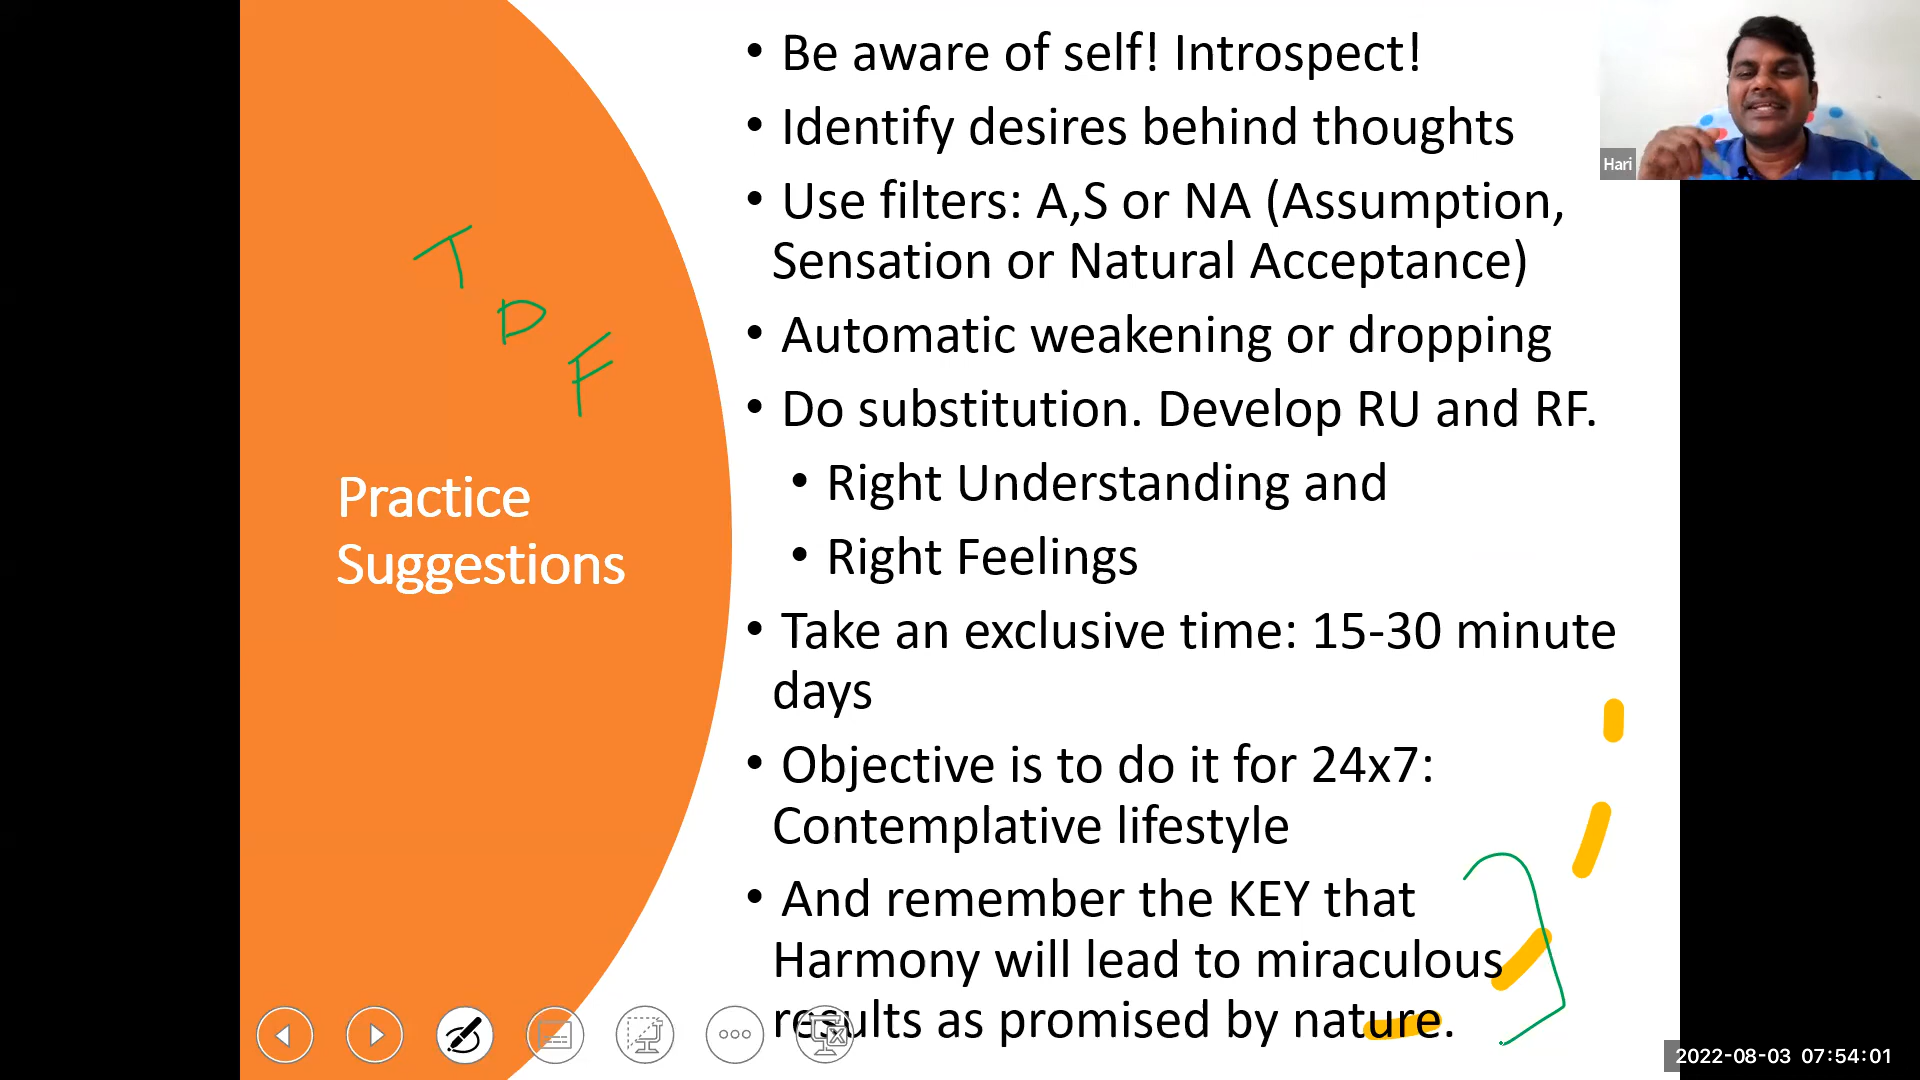 T
D
F
Practice
Suggestions
• Be aware of self! Introspect!
• Identify desires behind thoughts
• Use filters: A,S or NA (Assumption,
Sensation or Natural Acceptance)
• Automatic weakening or dropping
• Do substitution. Develop RU and RF.
• Right Understanding and
• Right Feelings
• Take an exclusive time: 15-30 minute
days
• Objective is to do it for 24x7:
Contemplative lifestyle
• And remember the KEY that
Harmony will lead to miraculous
results as promised by nature.
Hari
2022-08-03 07:54:01